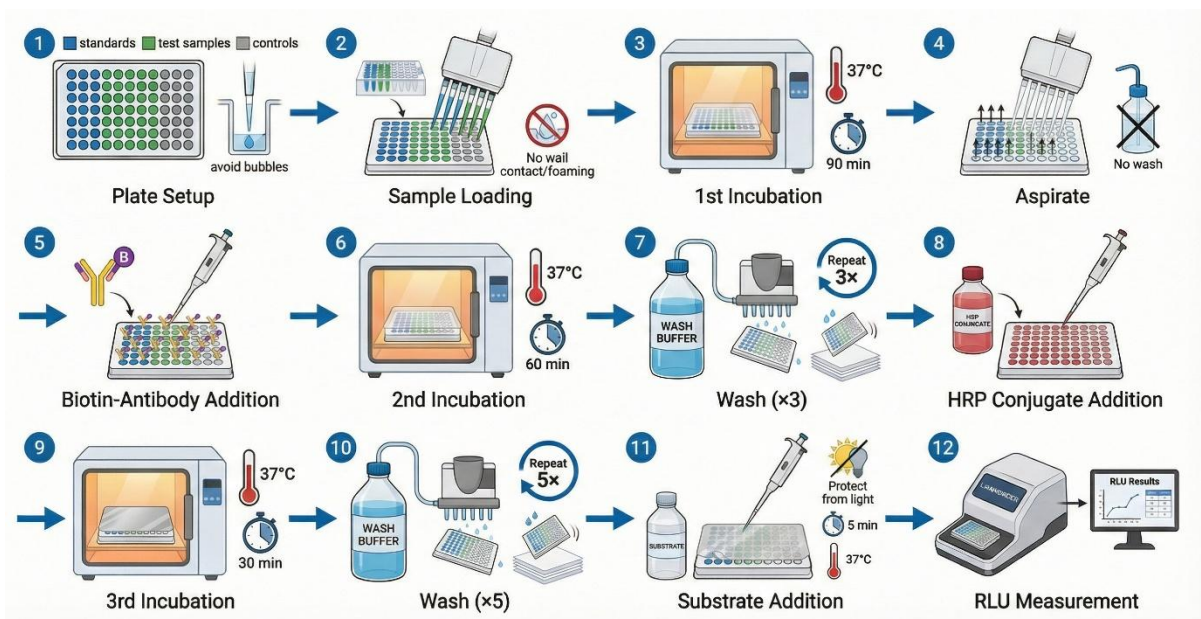 1
standards
test samples
controls
avoid bubbles
Plate Setup
2
No wail
contact/foaming
Sample Loading
3
37°C
90 min
1st Incubation
4
No wash
Aspirate
5
B
Biotin-Antibody Addition
6
37°C
60 min
2nd Incubation
7
WASH
BUFFER
Repeat
3×
Wash (×3)
8
HRP Conjugate Addition
9
37°C
30 min
3rd Incubation
10
WASH
BUFFER
Repeat
5×
Wash (×5)
11
SUBSTRATE
Protect
from light
5 min
37°C
Substrate Addition
12
RLU Results
RLU Measurement